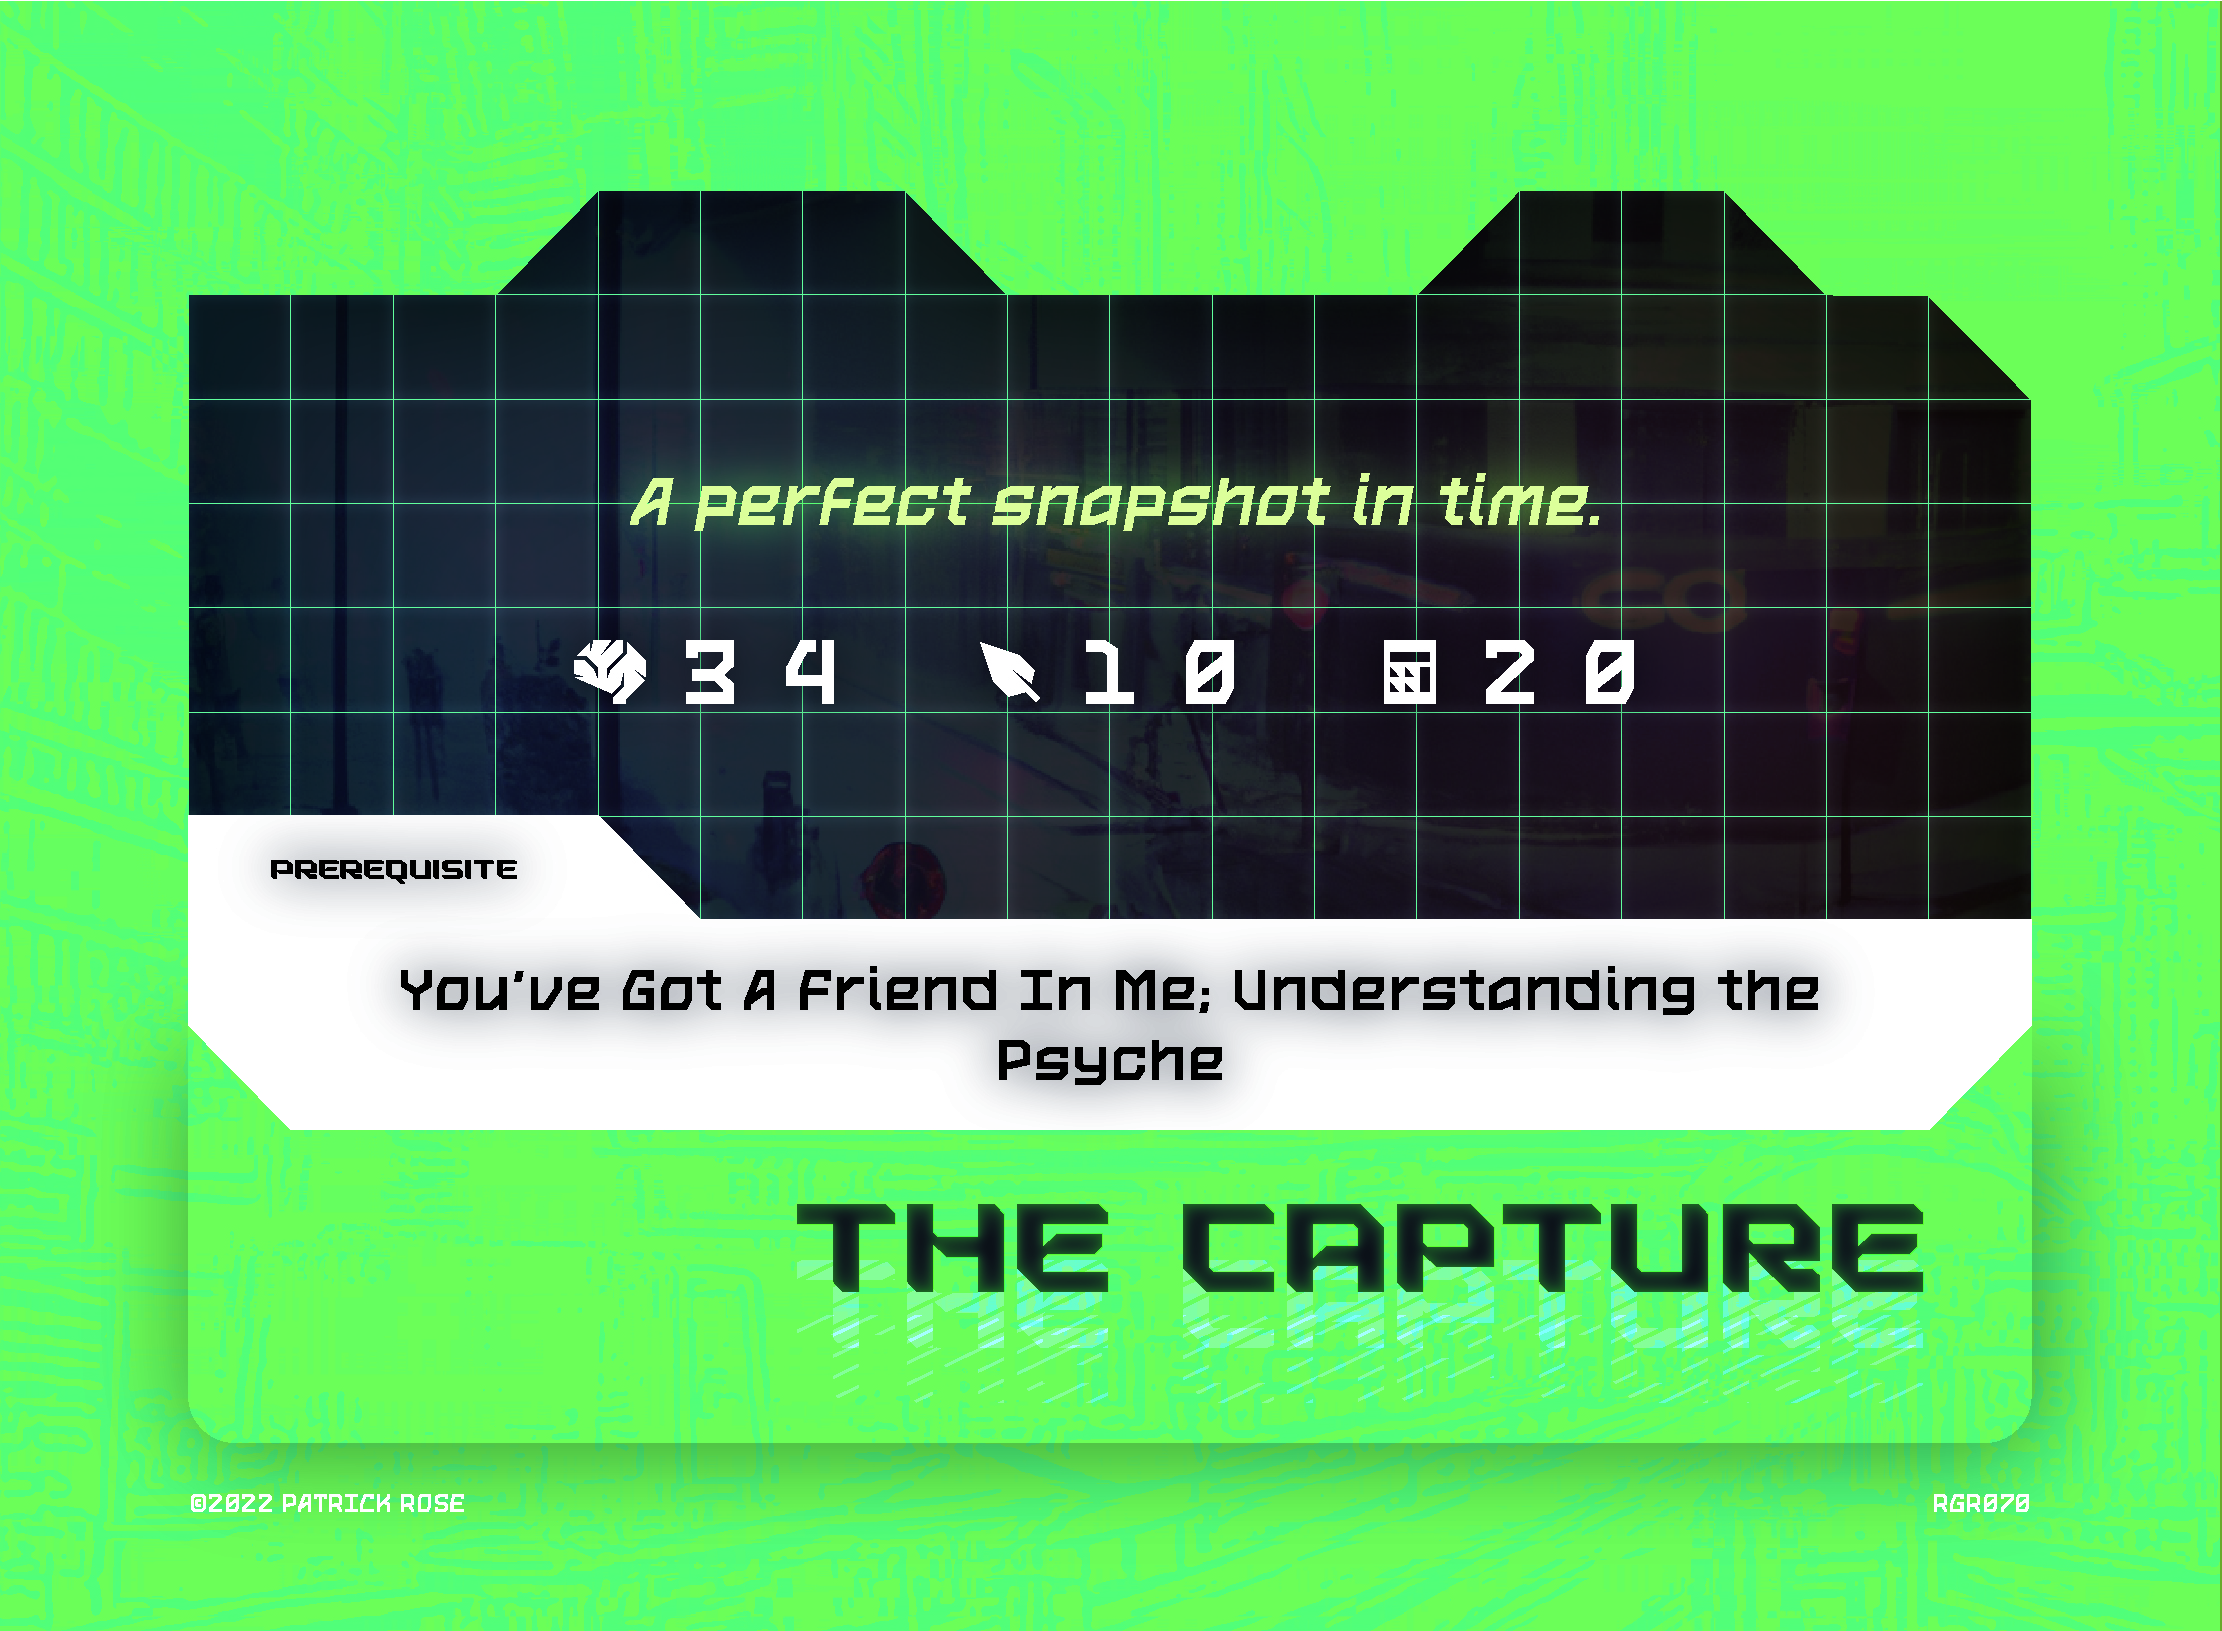 A perfect snapshot in time.
34 10 20
PREREQUISITE
You've Got A Friend In Me; Understanding the
Psyche
THE CAPTURE
©2022 PATRICK ROSE
RGR070